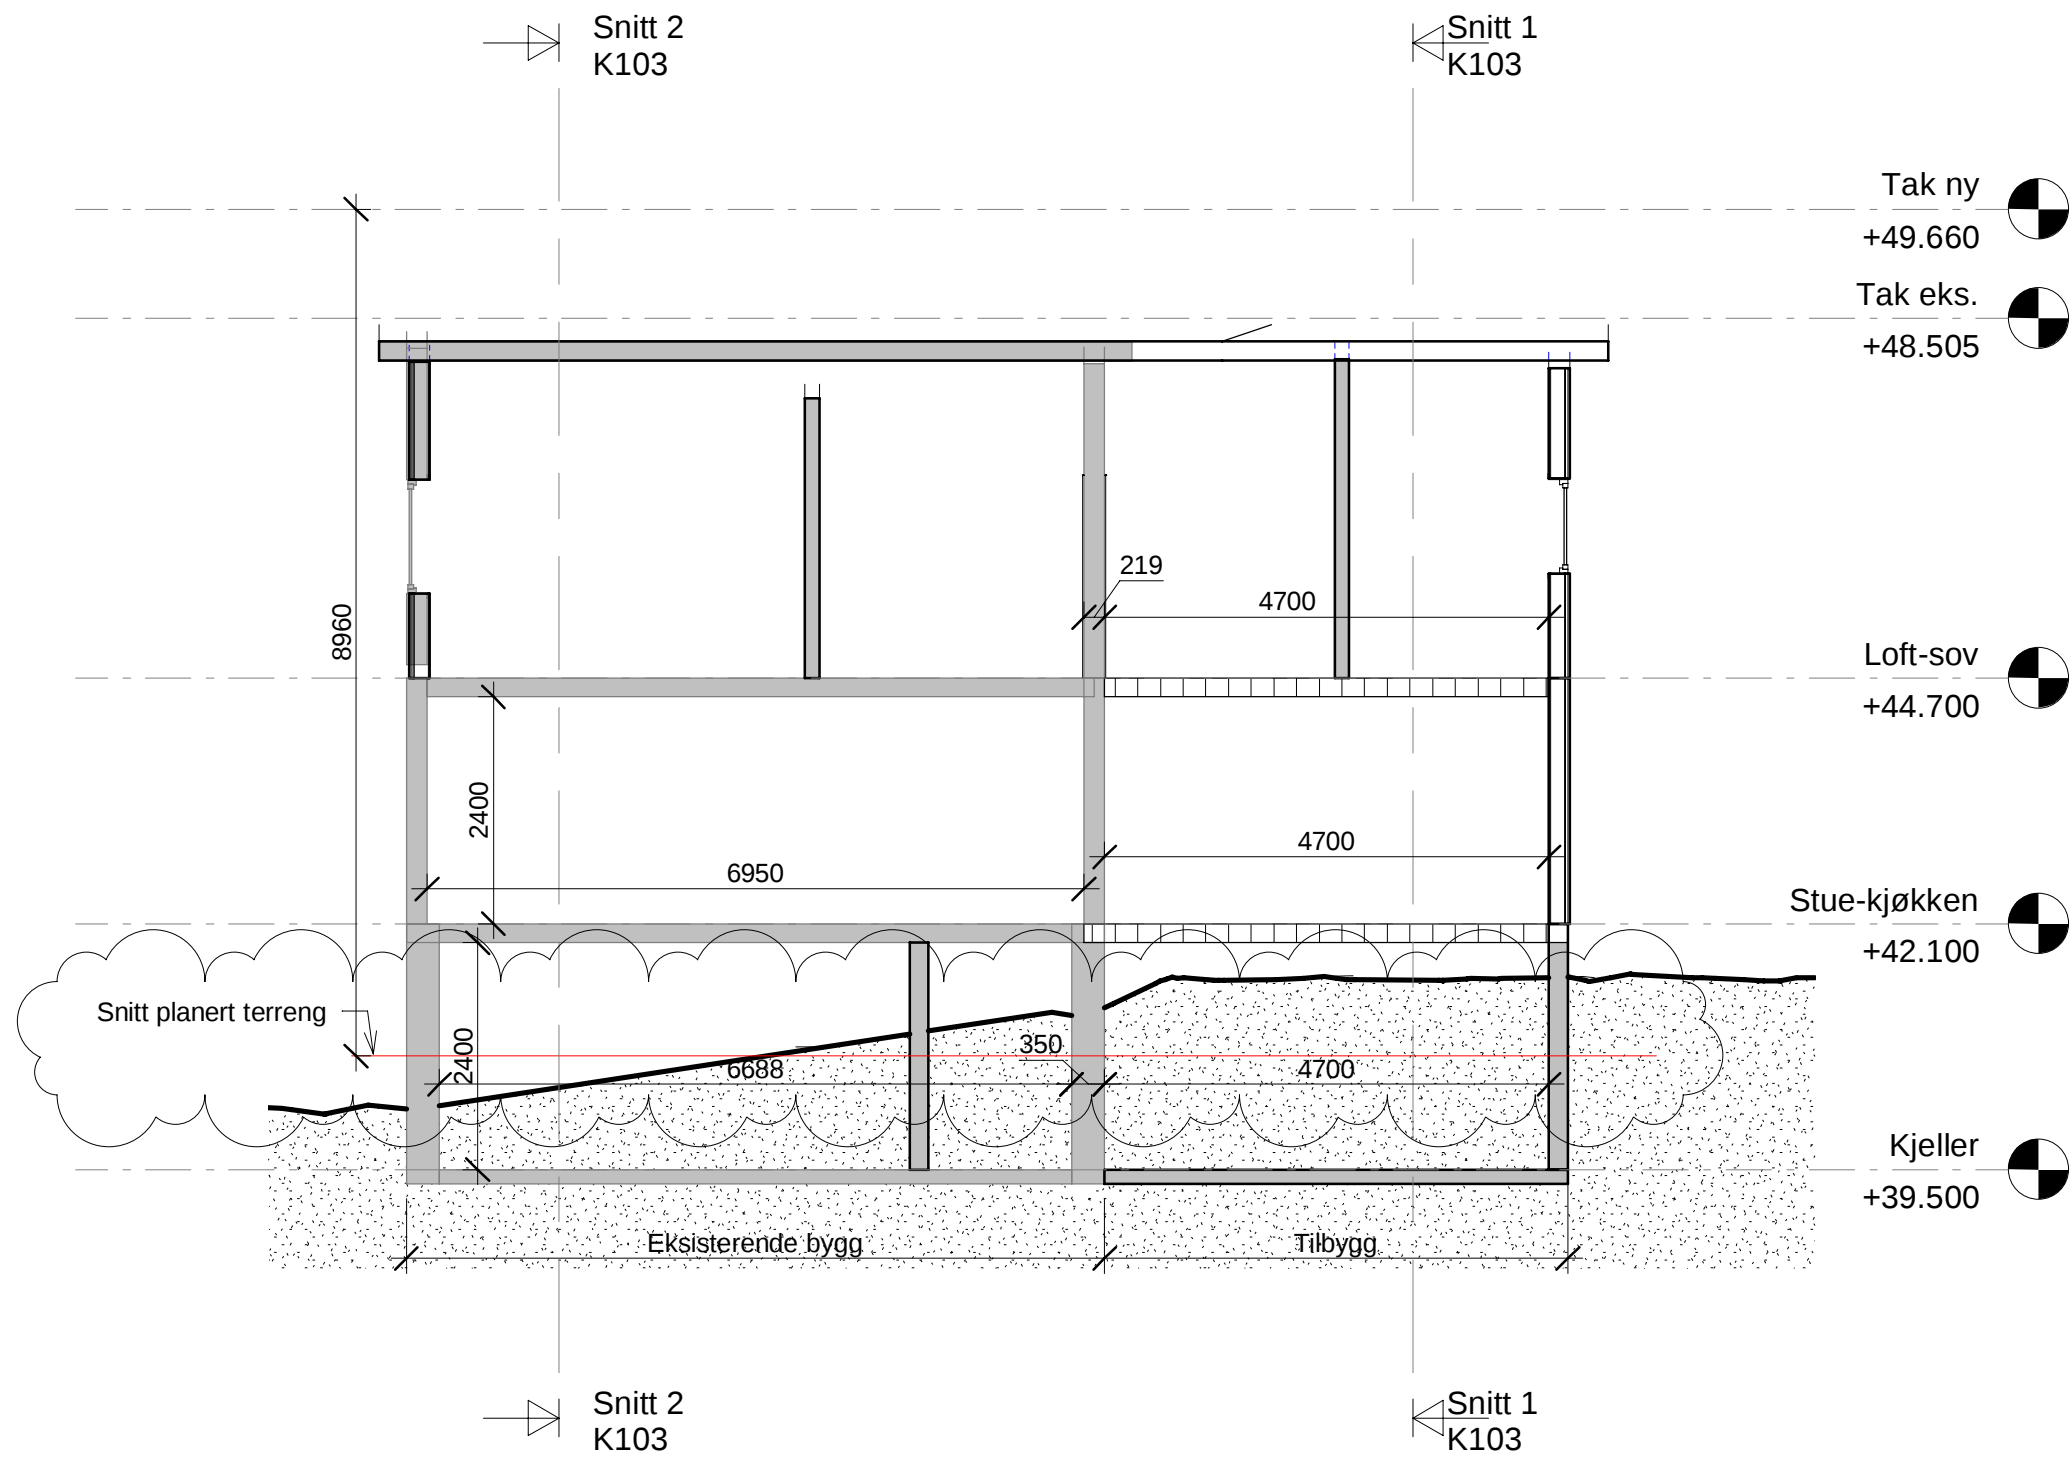 Snitt 2
K103
Snitt 1
K103
Tak ny
+49.660
Tak eks.
+48.505
219
4700
8960
Loft-sov
+44.700
2400
4700
6950
Stue-kjøkken
+42.100
Snitt planert terreng
350
2400
6688
4700
Kjeller
+39.500
Eksisterende bygg
Tilbygg
Snitt 2
K103
Snitt 1
K103